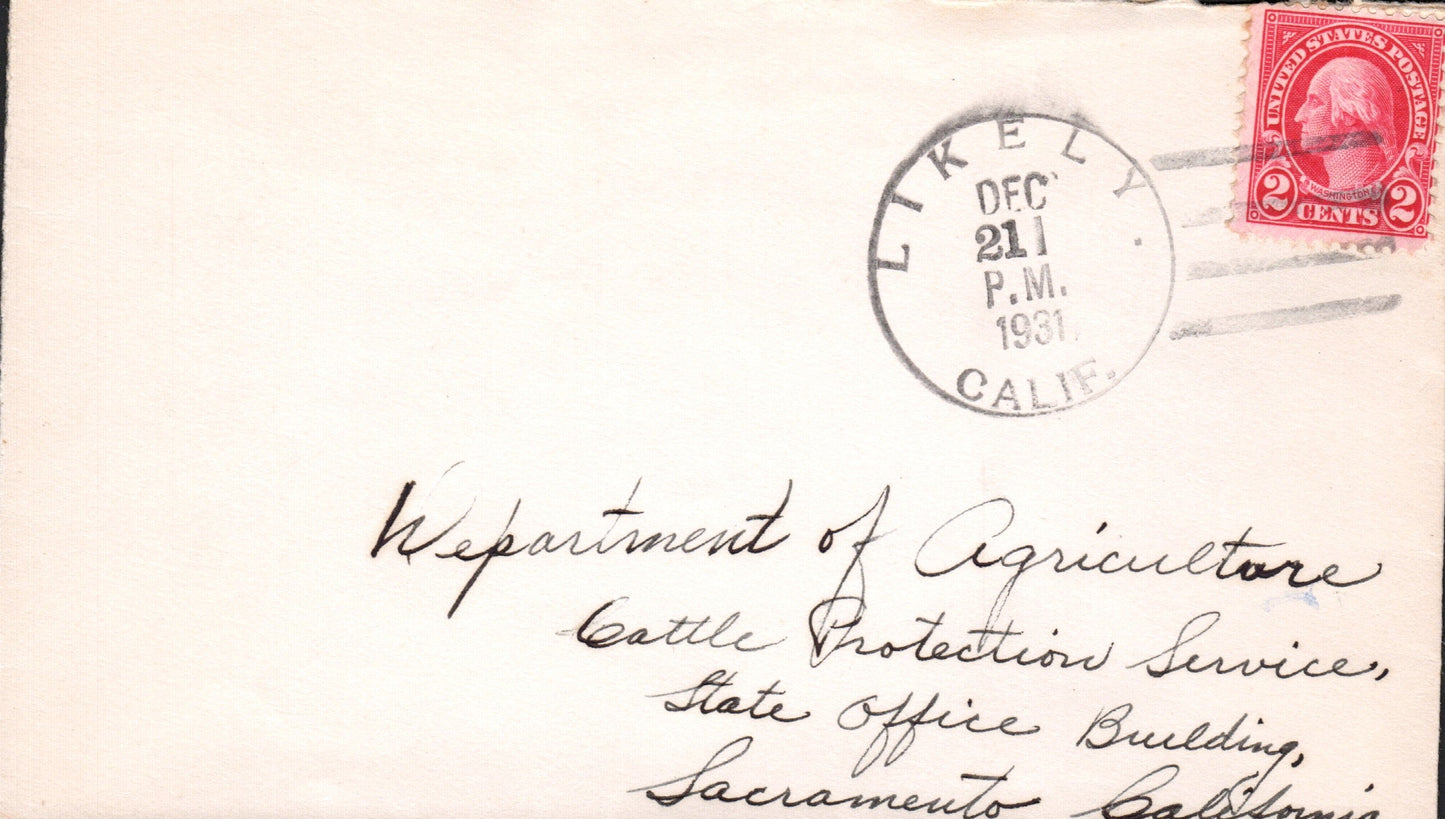 UNITED STATES POSTAGE
WASHINGTON
2 CENTS 2
LIKELY
DEC
21 1
P.M.
1931
CALIF.
Department of Agriculture
Cattle Protection Service,
State Office Building,
Sacramento California